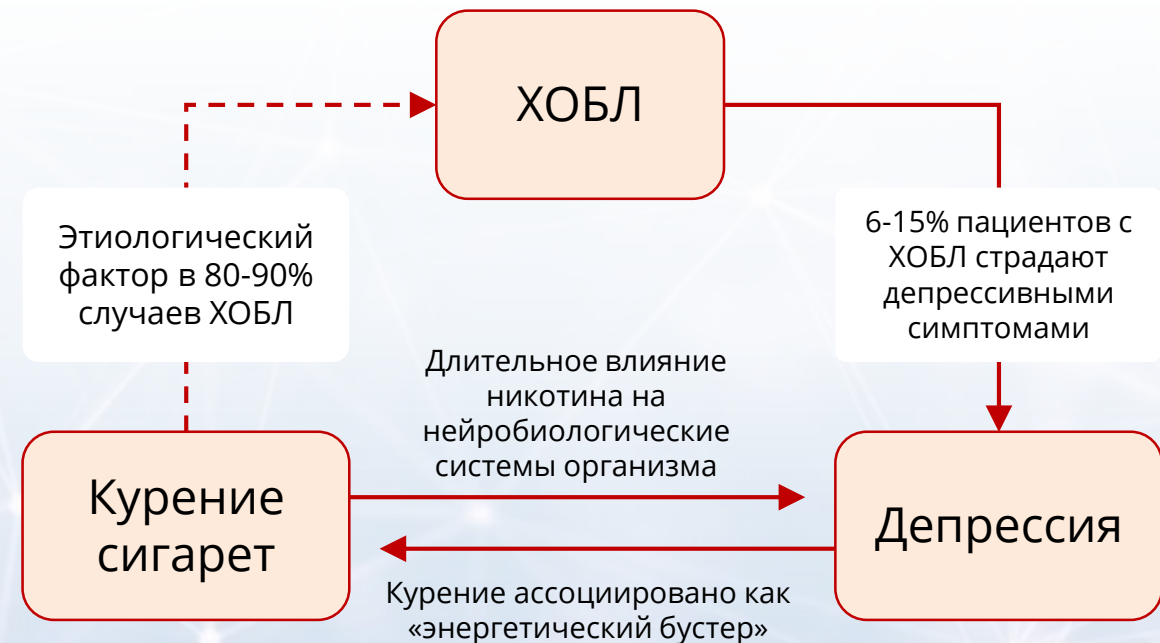 ХОБЛ
Этиологический
фактор в 80-90%
случаев ХОБЛ
6-15% пациентов с
ХОБЛ страдают
депрессивными
симптомами
Длительное влияние
никотина на
нейробиологические
системы организма
Курение
сигарет
Депрессия
Курение ассоциировано как
«энергетический бустер»